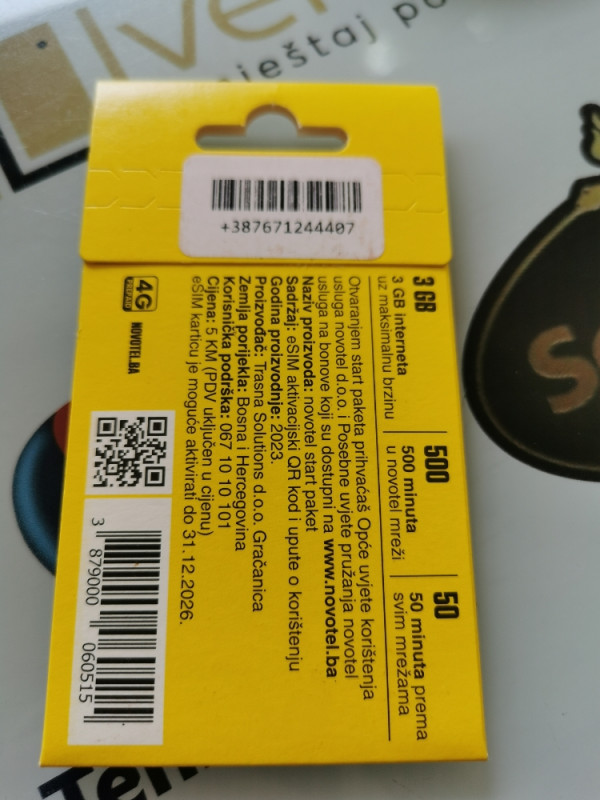 ještaj po
+387671244407
3 GB
3 GB interneta
uz maksimalnu brzinu
500
500 minuta
u novotel mreži
50
50 minuta prema
svim mrežama
Otvaranjem start paketa prihvaćaš Opće uvjete korištenja
usluga novotel d.o.o. i Posebne uvjete pružanja novotel
usluga na bonove koji su dostupni na www.novotel.ba
Naziv proizvoda: novotel start paket
Sadržaj: eSIM aktivacijski QR kod i upute o korištenju
Godina proizvodnje: 2023.
Proizvođač: Trasna Solutions d.o.o. Gračanica
Zemlja porijekla: Bosna i Hercegovina
Korisnička podrška: 067 10 10 101
Cijena: 5 KM (PDV uključen u cijenu)
eSIM karticu je moguće aktivirati do 31.12.2026.
4G
PREPAID
NOVOTEL.BA
3 879000 060515